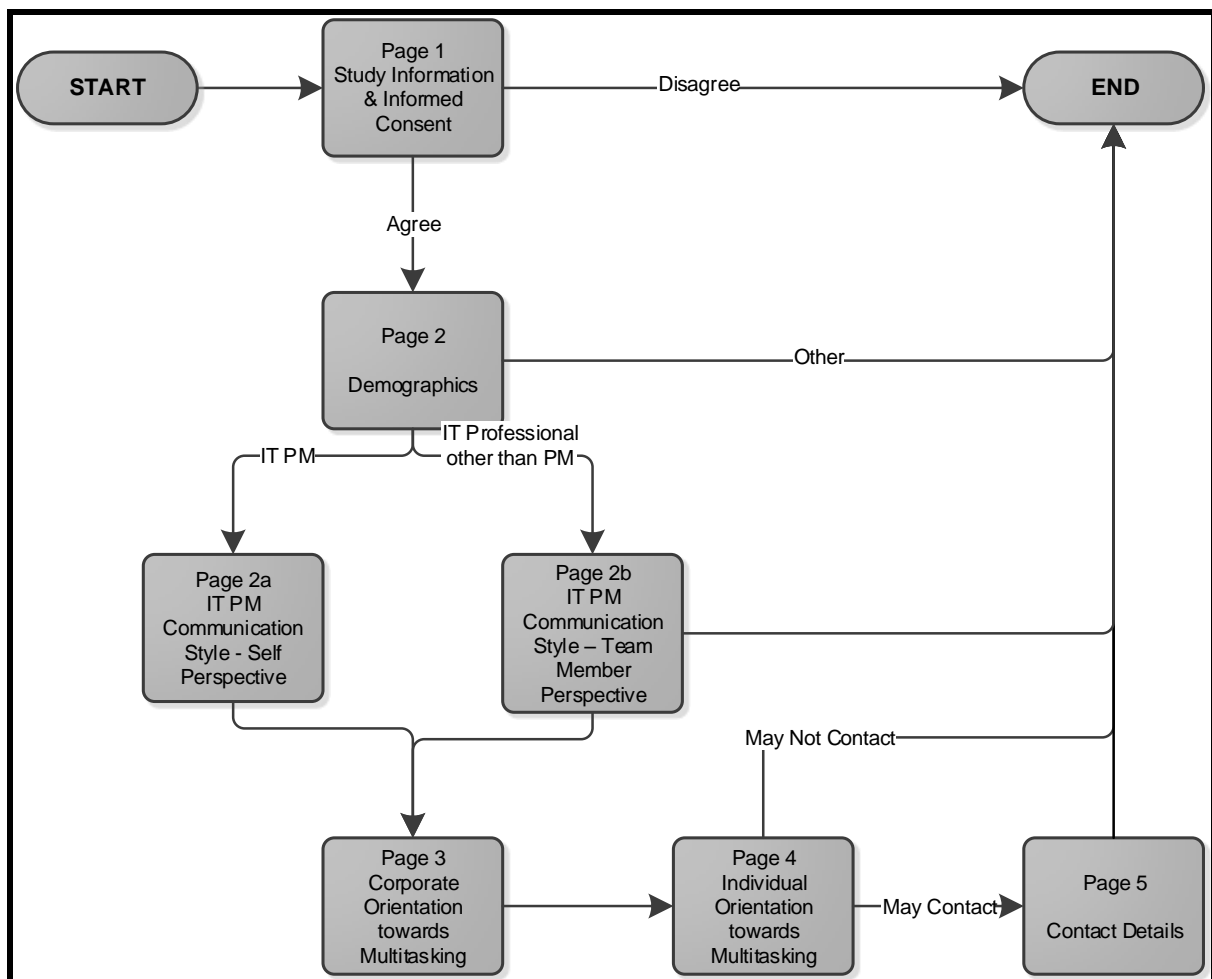 START
Page 1
Study Information
& Informed
Consent
Disagree
END
Agree
Page 2
Demographics
Other
IT PM
IT Professional
other than PM
Page 2a
IT PM
Communication
Style - Self
Perspective
Page 2b
IT PM
Communication
Style – Team
Member
Perspective
May Not Contact
Page 3
Corporate
Orientation
towards
Multitasking
Page 4
Individual
Orientation
towards
Multitasking
May Contact
Page 5
Contact Details